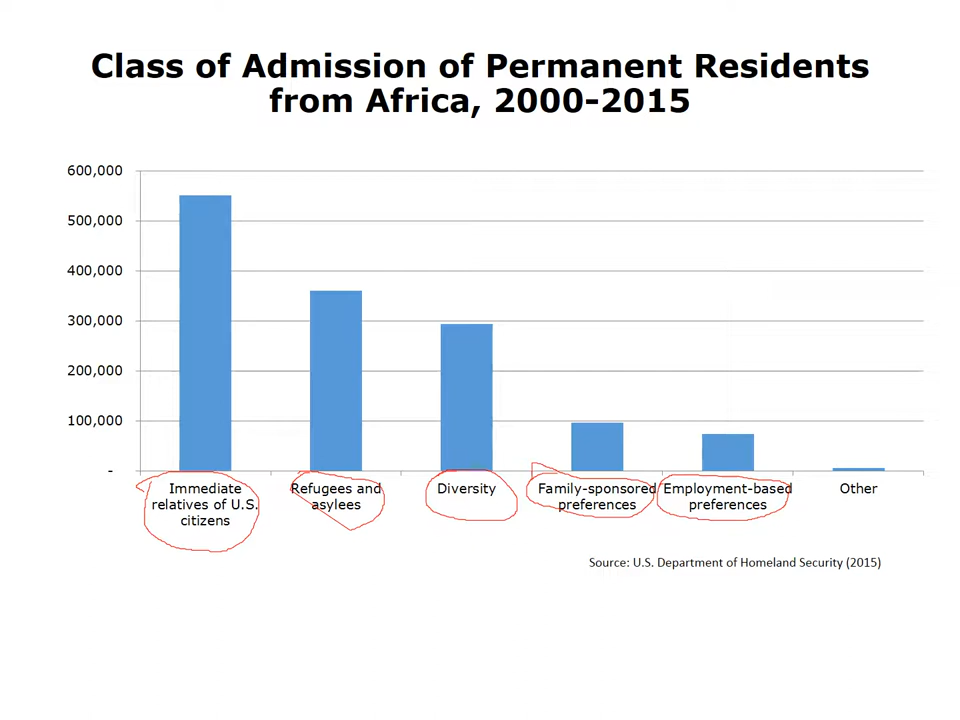 Class of Admission of Permanent Residents
from Africa, 2000-2015
600,000
500,000
400,000
300,000
200,000
100,000
-
Immediate
relatives of U.S.
citizens
Refugees and
asylees
Diversity
Family-sponsored
preferences
Employment-based
preferences
Other
Source: U.S. Department of Homeland Security (2015)